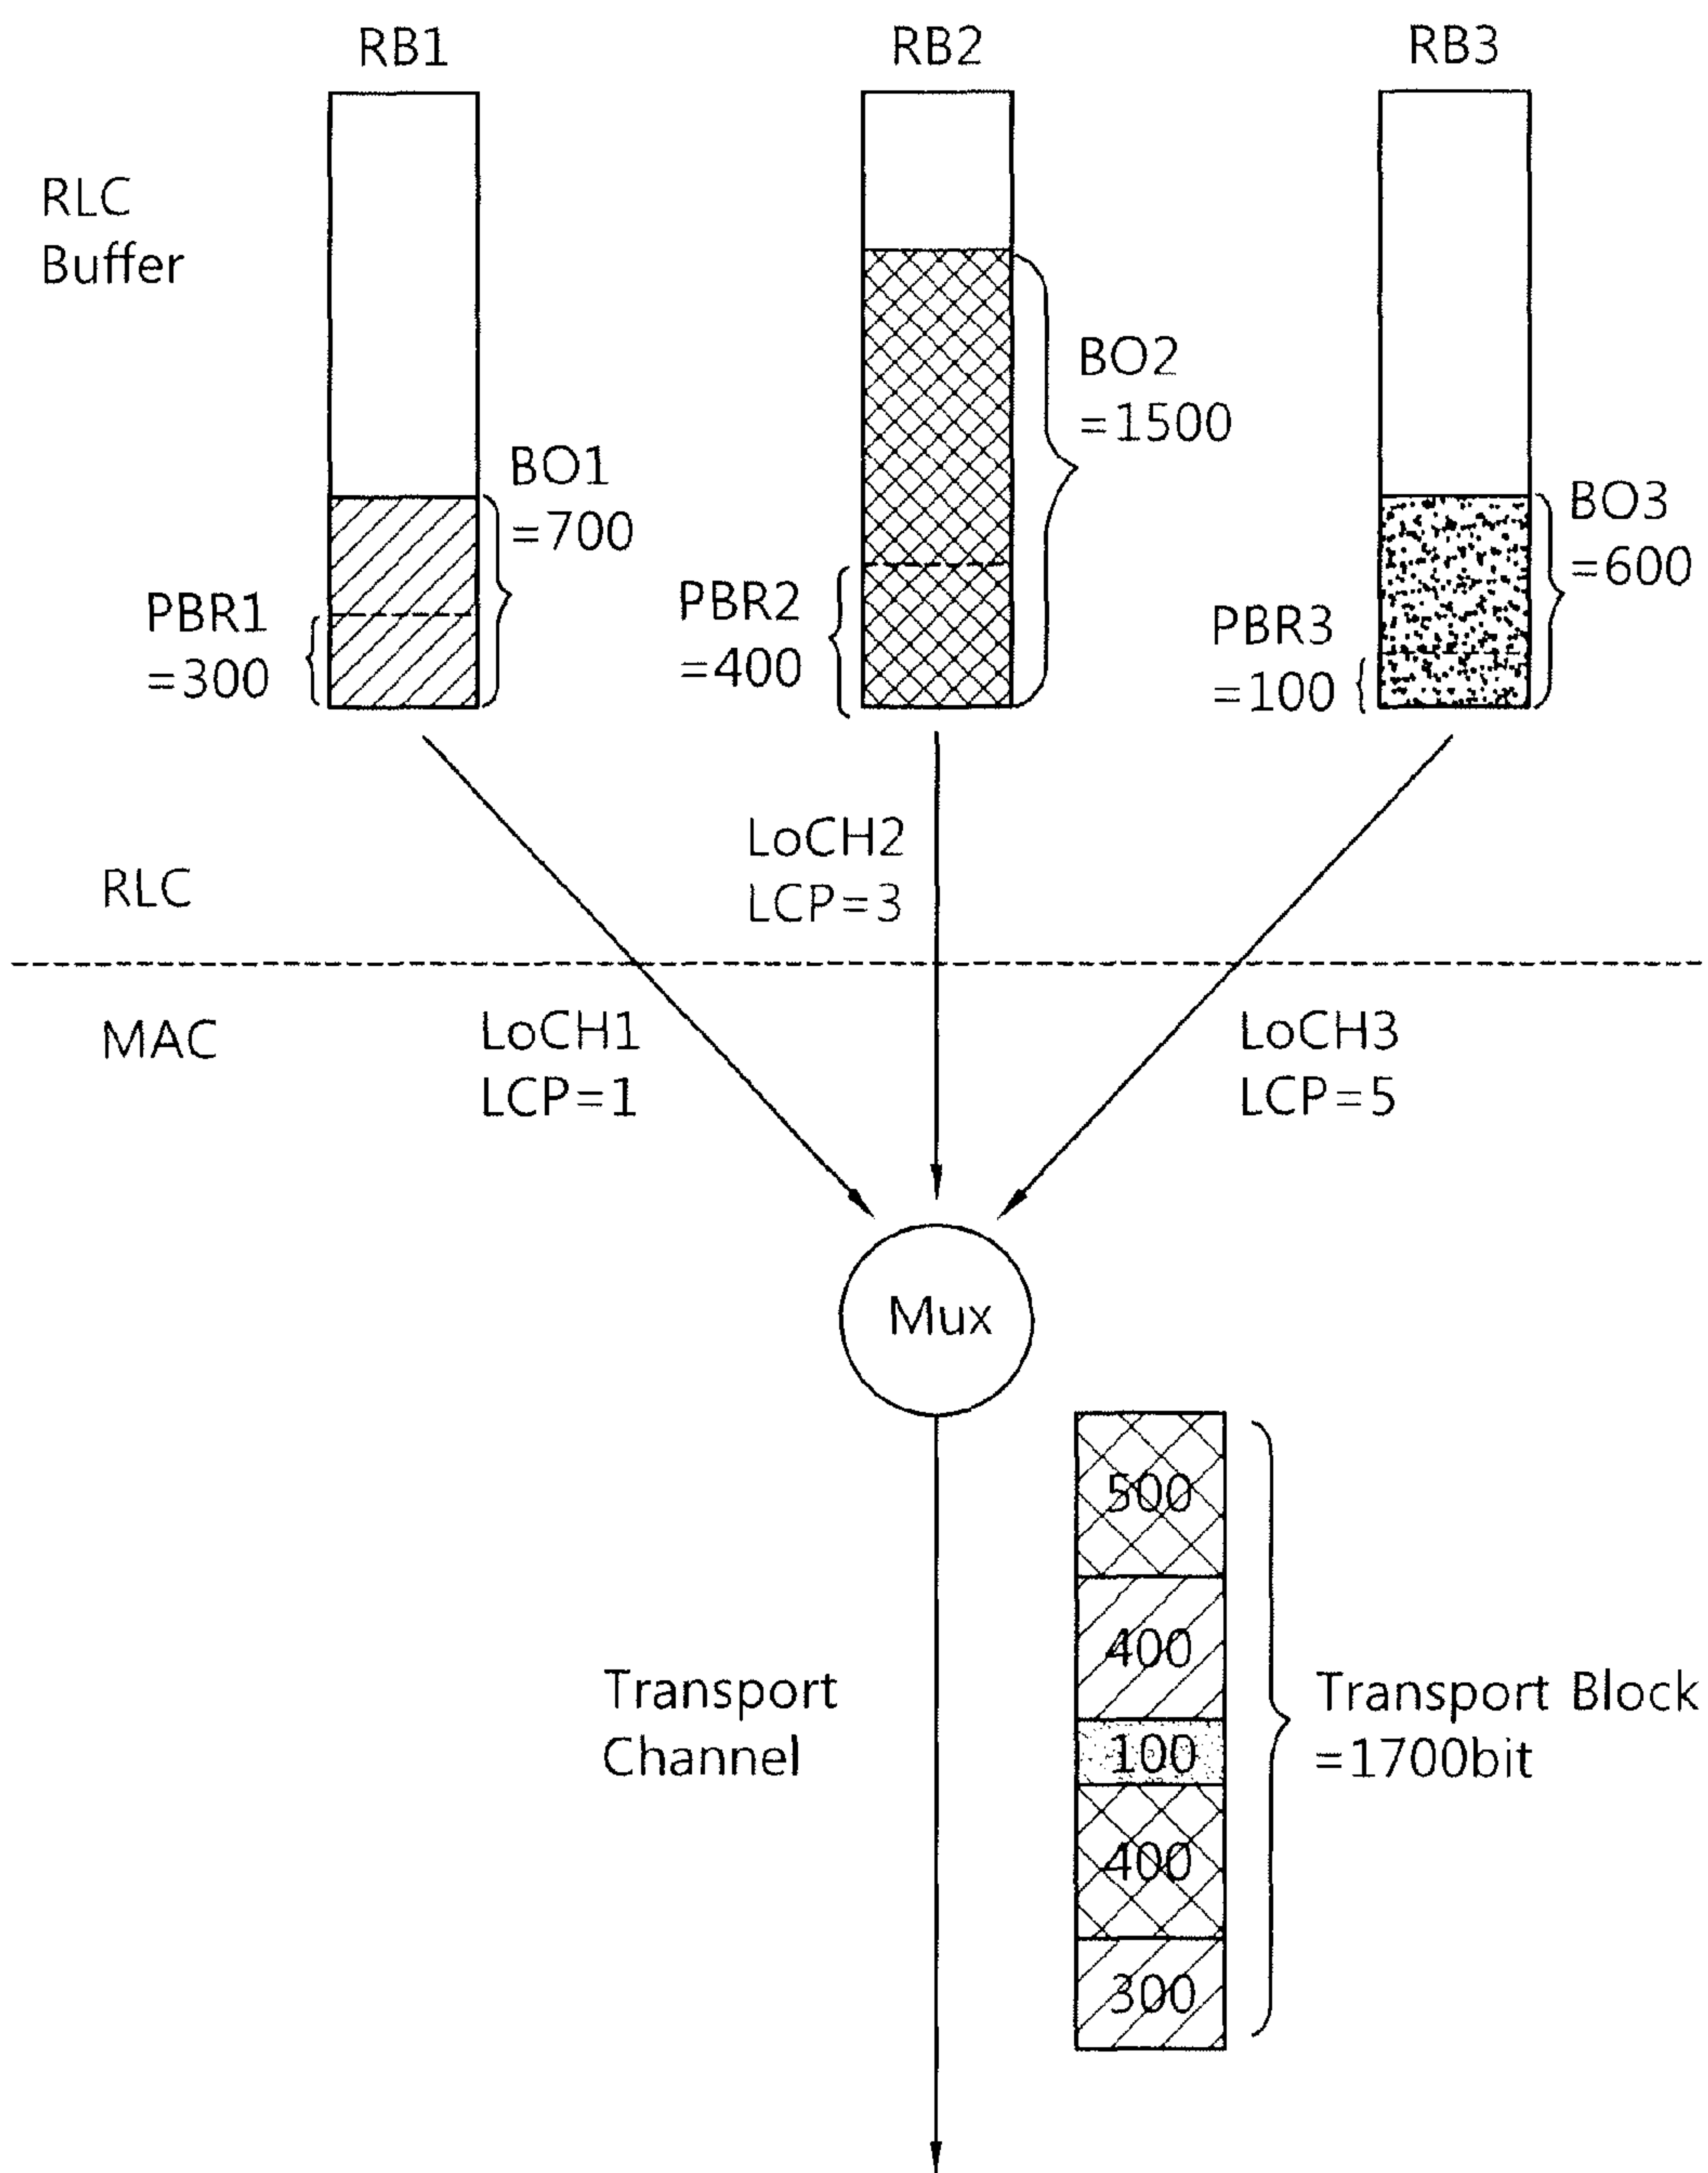 RB1
RB2
RB3
RLC
Buffer
BO1
=700
PBR1
=300
BO2
=1500
PBR2
=400
BO3
=600
PBR3
=100
RLC
LoCH2
LCP=3
MAC
LoCH1
LCP=1
LoCH3
LCP=5
Mux
Transport
Channel
500
400
100
400
300
Transport Block
=1700bit